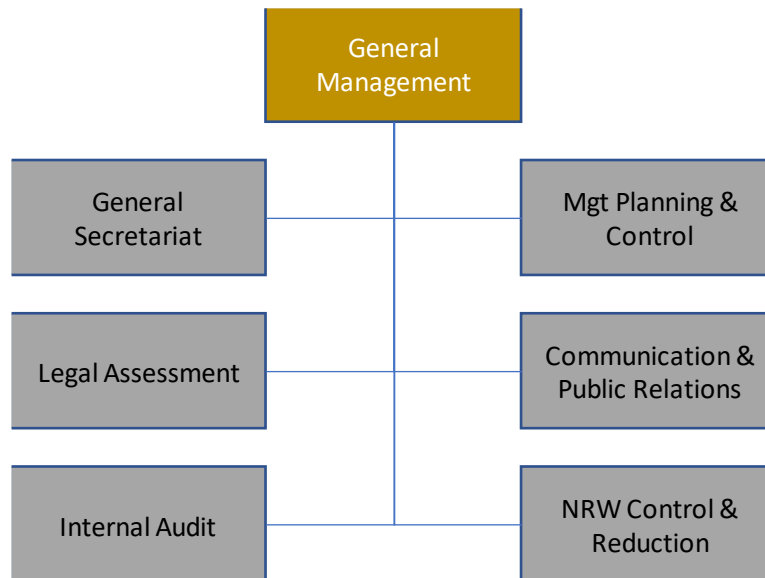 General
Management
General
Secretariat
Mgt Planning &
Control
Legal Assessment
Communication &
Public Relations
Internal Audit
NRW Control &
Reduction